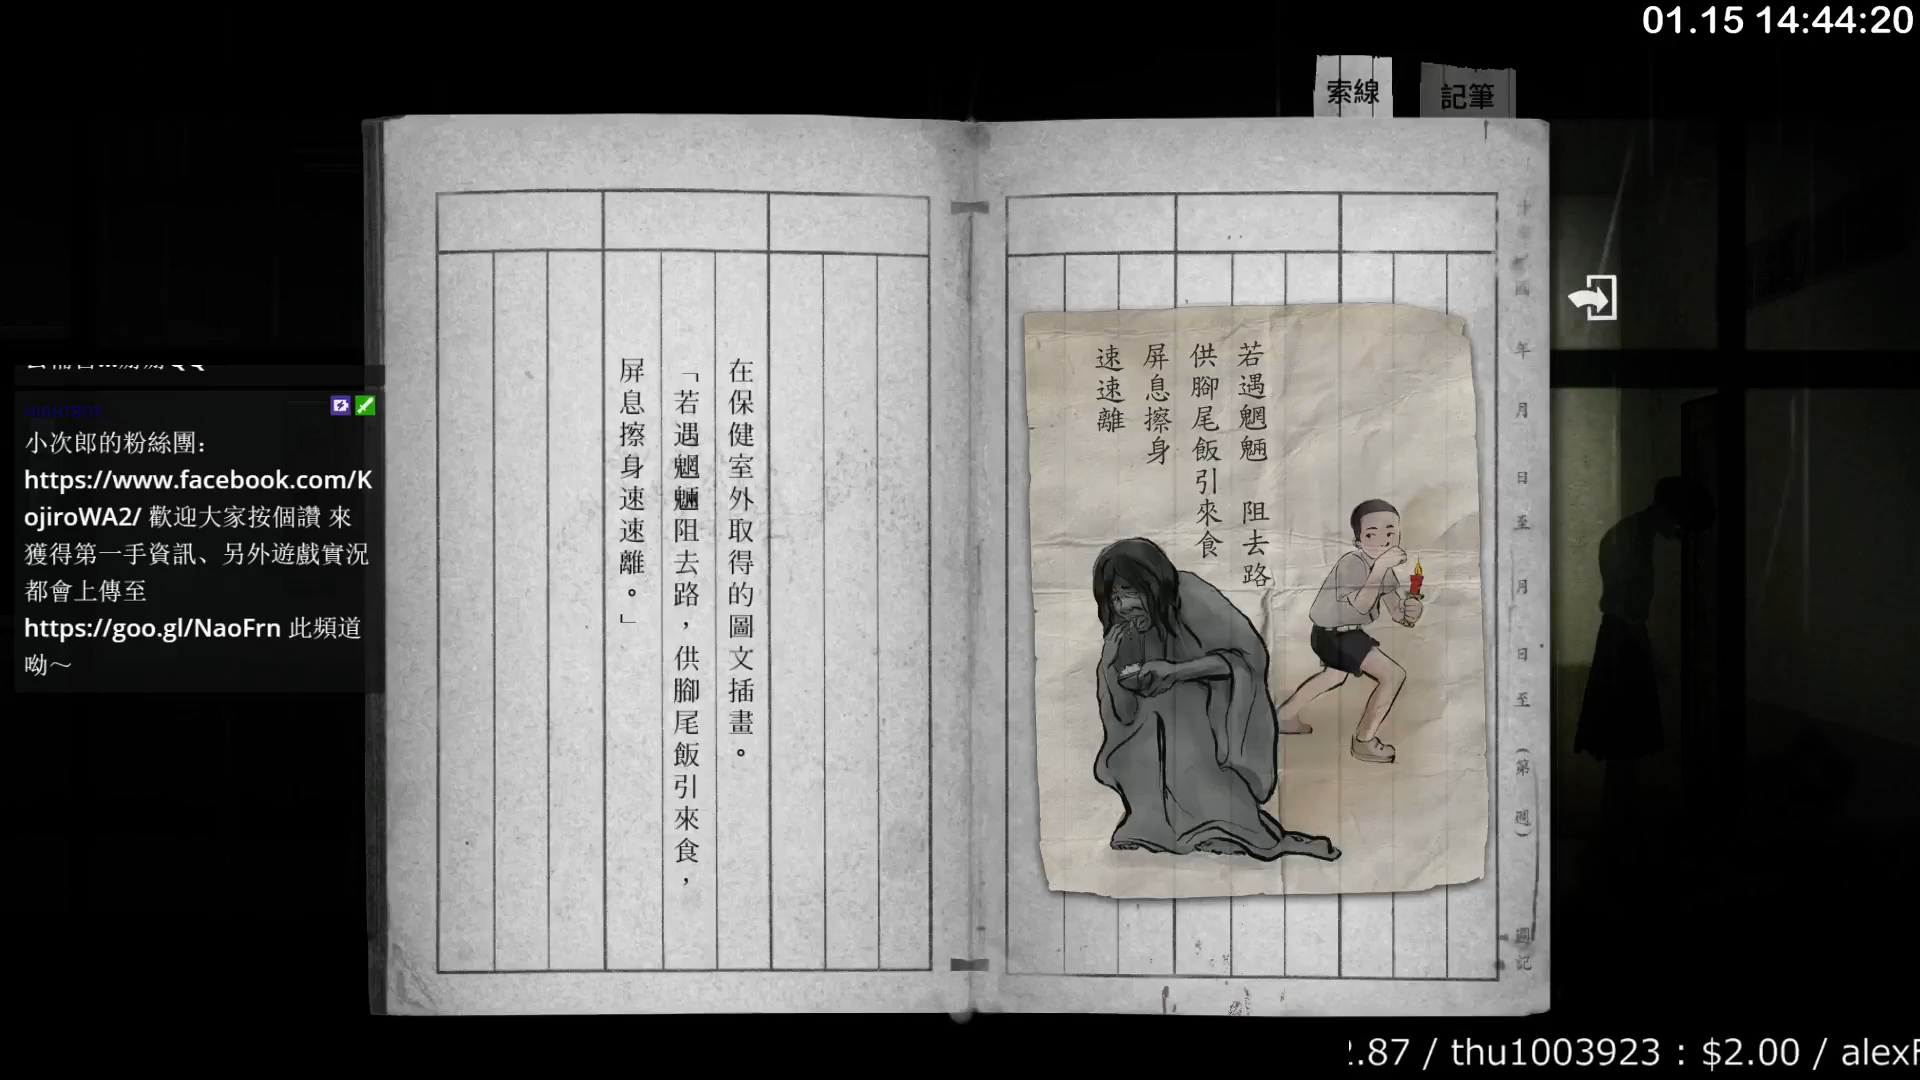 01.15 14:44:20
索線
記筆
NIGHTBOT
小次郎的粉絲團:
https://www.facebook.com/K
ojiroWA2/ 歡迎大家按個讚 來
獲得第一手資訊、另外遊戲實況
都會上傳至
https://goo.gl/NaoFrn 此頻道
呦~
在保健室外取得的圖文插畫。
「若遇魍魎阻去路，供腳尾飯引來食，
屏息擦身速速離。」
若遇魍魎 阻去路
供腳尾飯引來食
屏息擦身
速速離
國 年 月 日至 月 日至 (第 週) 週記
2.87 / thu1003923 : $2.00 / alex